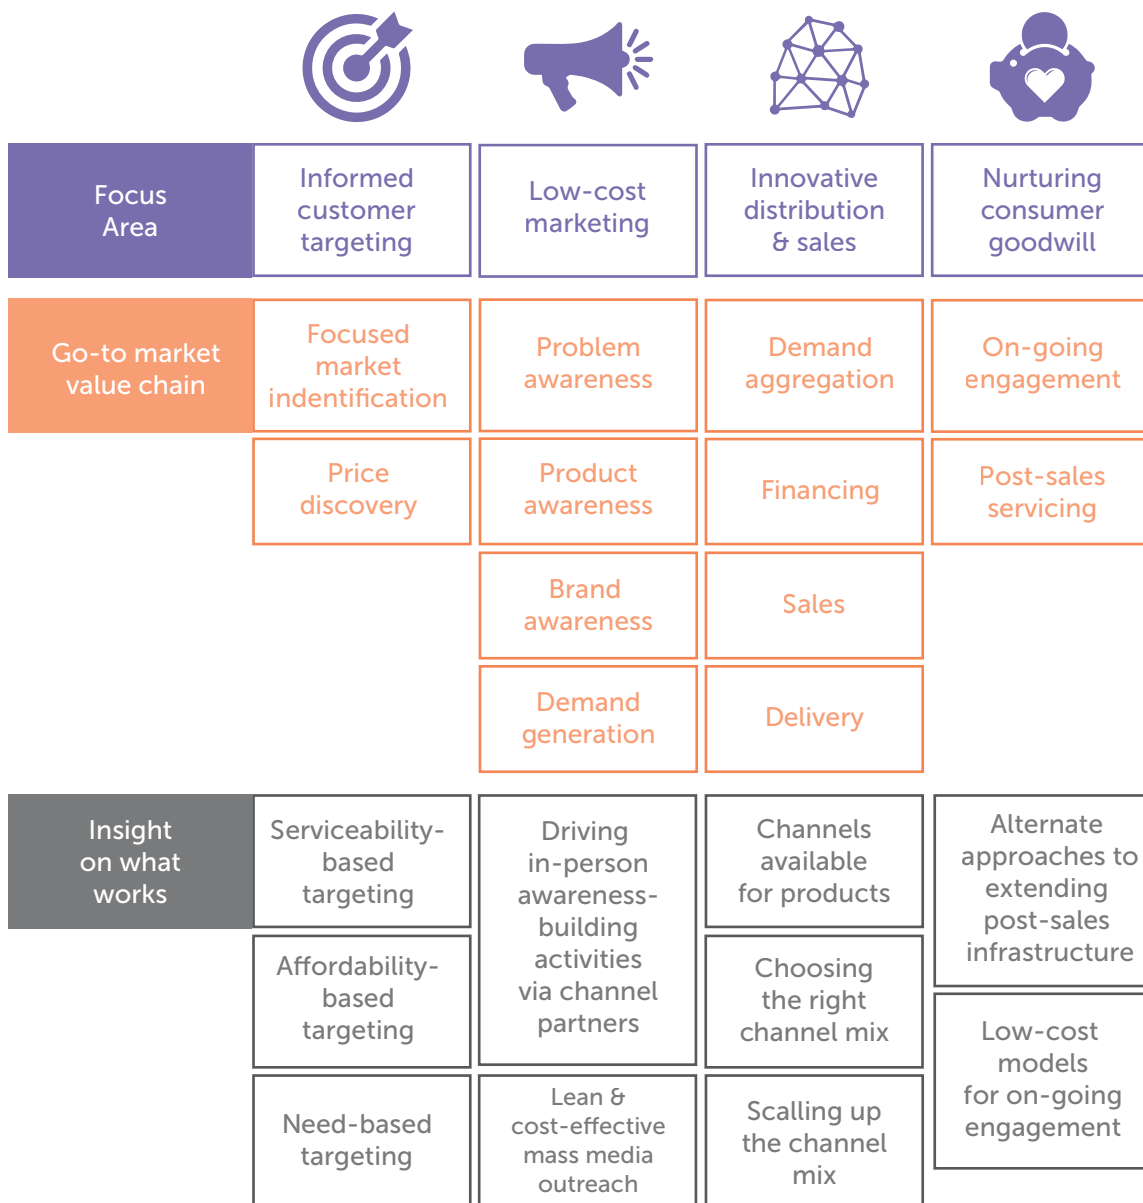 Focus
Area
Informed
customer
targeting
Low-cost
marketing
Innovative
distribution
& sales
Nurturing
consumer
goodwill
Go-to market
value chain
Focused
market
indentification
Problem
awareness
Demand
aggregation
On-going
engagement
Price
discovery
Product
awareness
Financing
Post-sales
servicing
Brand
awareness
Sales
Demand
generation
Delivery
Insight
on what
works
Serviceability-
based
targeting
Driving
in-person
awareness-
building
activities
via channel
partners
Channels
available
for products
Alternate
approaches to
extending
post-sales
infrastructure
Affordability-
based
targeting
Choosing
the right
channel mix
Low-cost
models
for on-going
engagement
Need-based
targeting
Lean &
cost-effective
mass media
outreach
Scalling up
the channel
mix